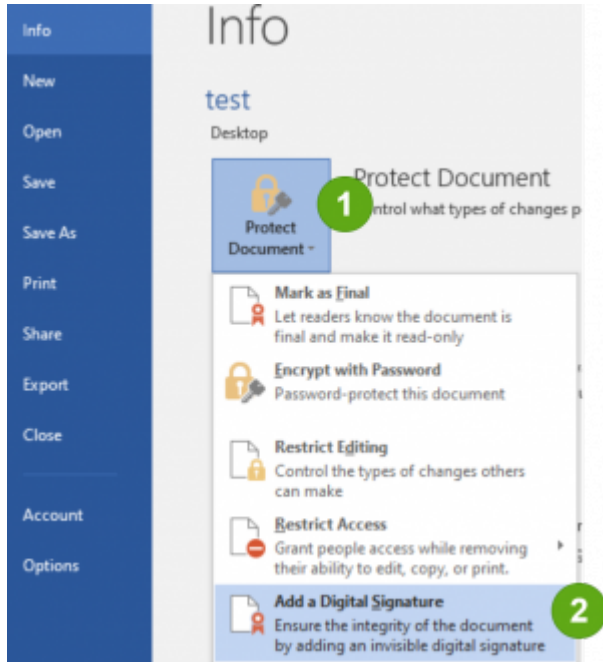 Info
New
Open
Save
Save As
Print
Share
Export
Close
Account
Options
Info
test
Desktop
Protect
Document
1
Protect Document
ntrol what types of changes p
Mark as Final
Let readers know the document is
final and make it read-only
Encrypt with Password
Password-protect this document
Restrict Editing
Control the types of changes others
can make
Restrict Access
Grant people access while removing
their ability to edit, copy, or print.
Add a Digital Signature
Ensure the integrity of the document
by adding an invisible digital signature
2